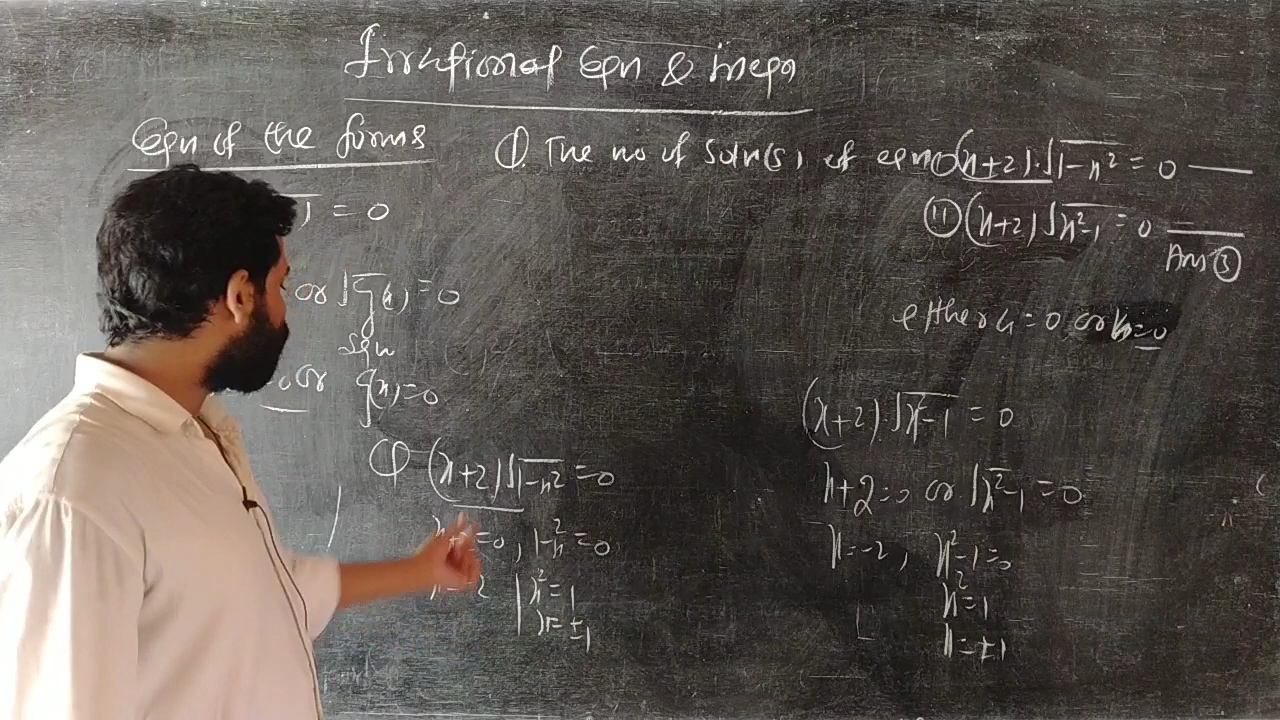 Irrational Eqn & ineqn
Eqn of the forms
= 0
or √g(x) = 0
or g(x) = 0
① The no of soln(s) of eqn ① (x+2).√1-x² = 0 —
⑪ (x+2)√x²-1 = 0 —
Ans ③
either = 0 or = 0
① (x+2)√1-x² = 0
= 0, 1-x² = 0
2 | x² = 1
x = ±1
(x+2).√x²-1 = 0
x+2 = 0 or √x²-1 = 0
x = -2, x²-1 = 0
x² = 1
x = ±1